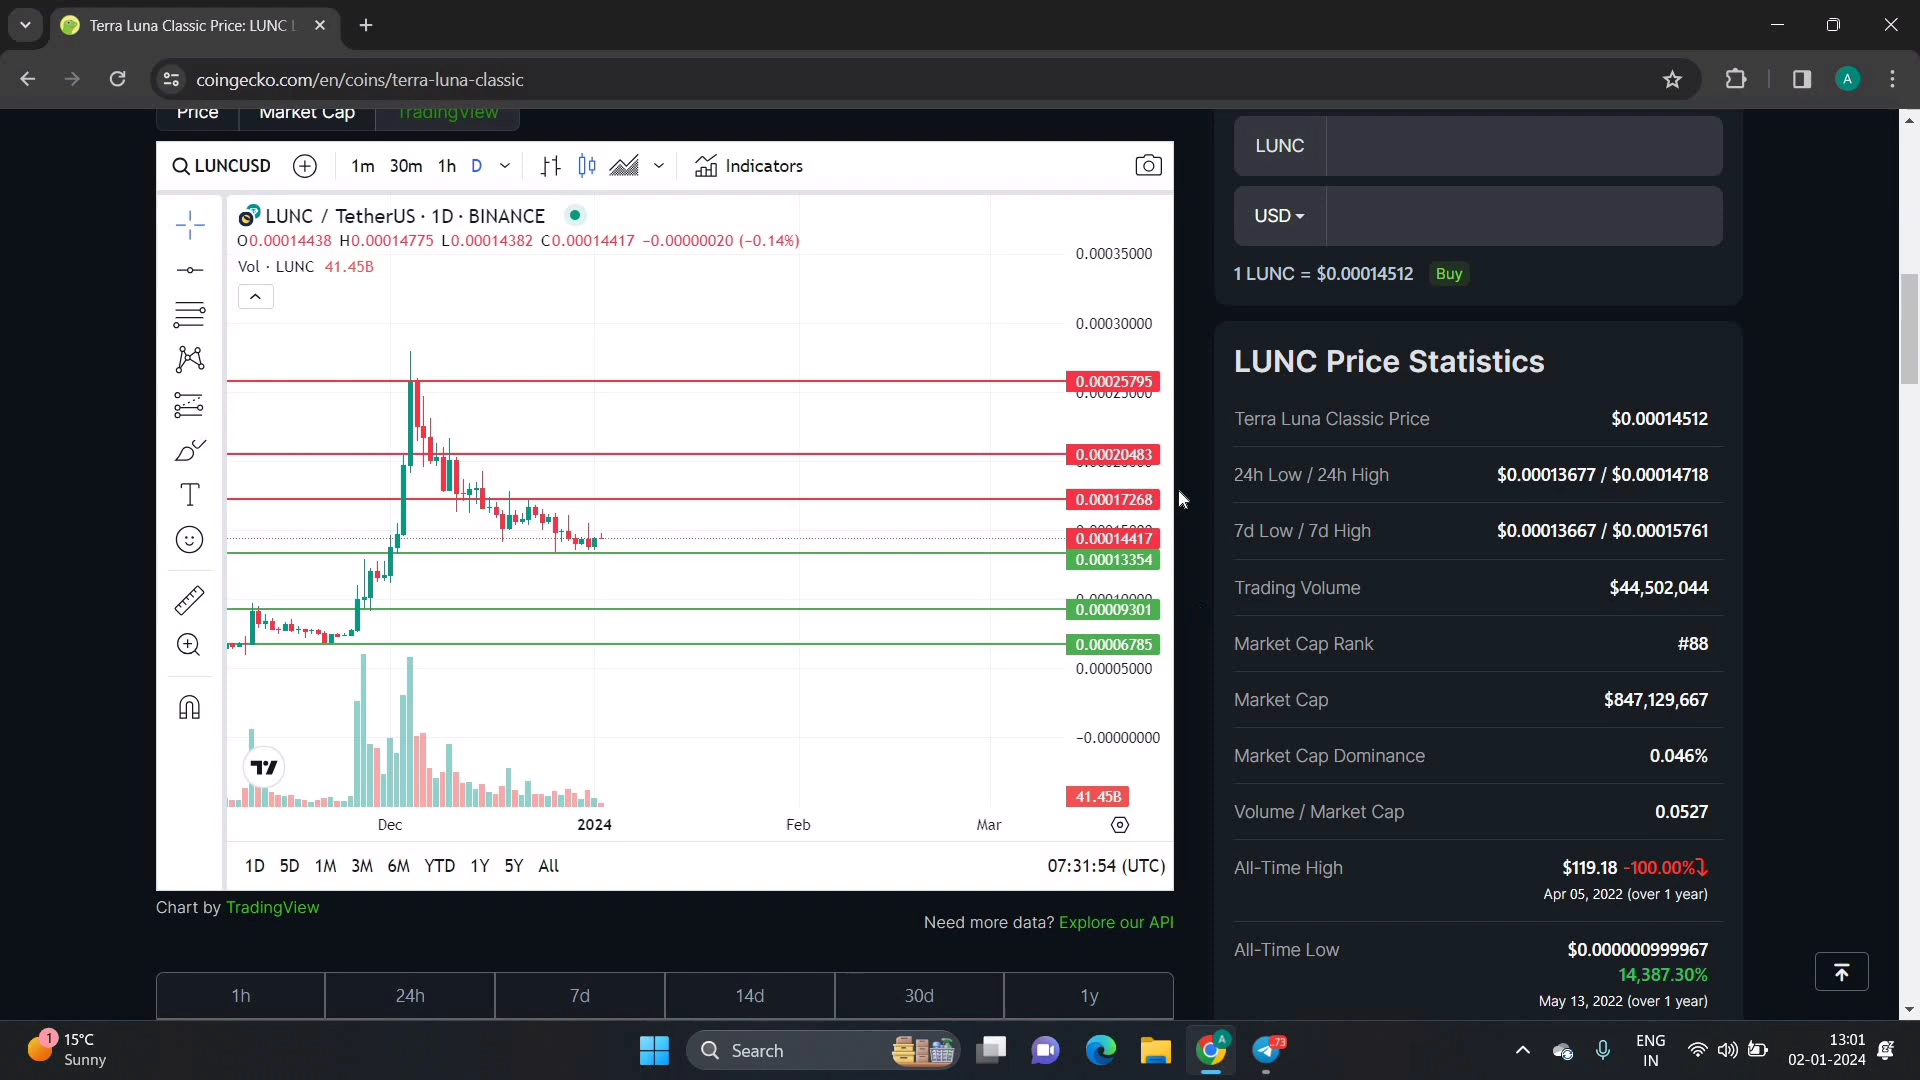 Terra Luna Classic Price: LUNC
coingecko.com/en/coins/terra-luna-classic
A
Price
Market Cap
TradingView
LUNCUSD
1m 30m 1h D
Indicators
LUNC / TetherUS · 1D · BINANCE
O0.00014438 H0.00014775 L0.00014382 C0.00014417 -0.00000020 (-0.14%)
Vol · LUNC 41.45B
0.00035000
0.00030000
0.00025795
0.00025000
0.00020483
0.00017268
0.00014417
0.00013354
0.00009301
0.00006785
0.00005000
-0.00000000
41.45B
Dec
2024
Feb
Mar
1D 5D 1M 3M 6M YTD 1Y 5Y All
07:31:54 (UTC)
Chart by TradingView
Need more data? Explore our API
1h
24h
7d
14d
30d
1y
LUNC
USD
1 LUNC = $0.00014512
Buy
LUNC Price Statistics
Terra Luna Classic Price $0.00014512
24h Low / 24h High $0.00013677 / $0.00014718
7d Low / 7d High $0.00013667 / $0.00015761
Trading Volume $44,502,044
Market Cap Rank #88
Market Cap $847,129,667
Market Cap Dominance 0.046%
Volume / Market Cap 0.0527
All-Time High $119.18 -100.00%
Apr 05, 2022 (over 1 year)
All-Time Low $0.000000999967
14,387.30%
May 13, 2022 (over 1 year)
1
15°C
Sunny
Search
A
73
ENG
IN
13:01
02-01-2024